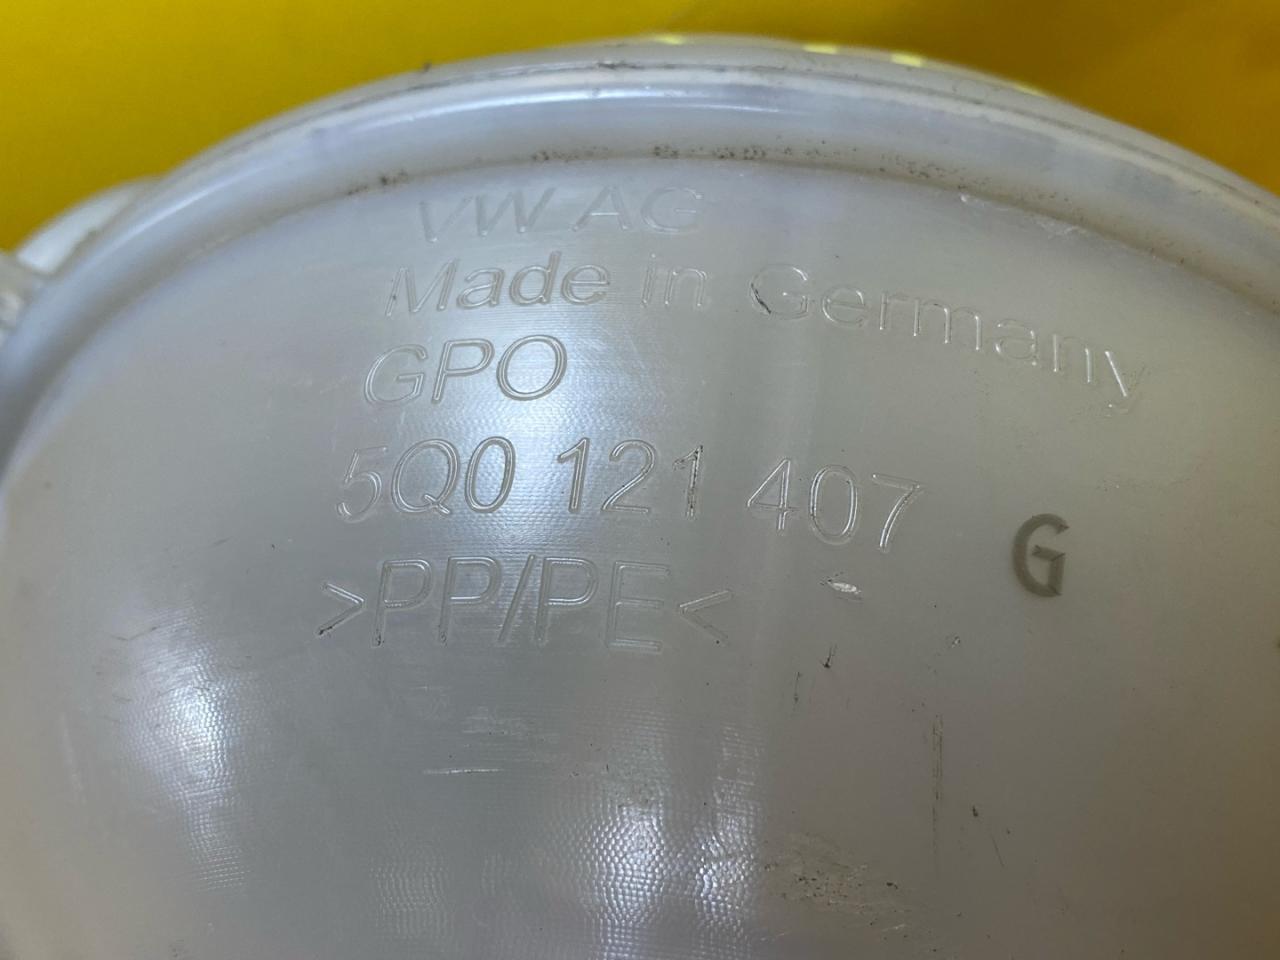 VW AG
Made in Germany
GPO
5Q0 121 407 G
>PP/PE<